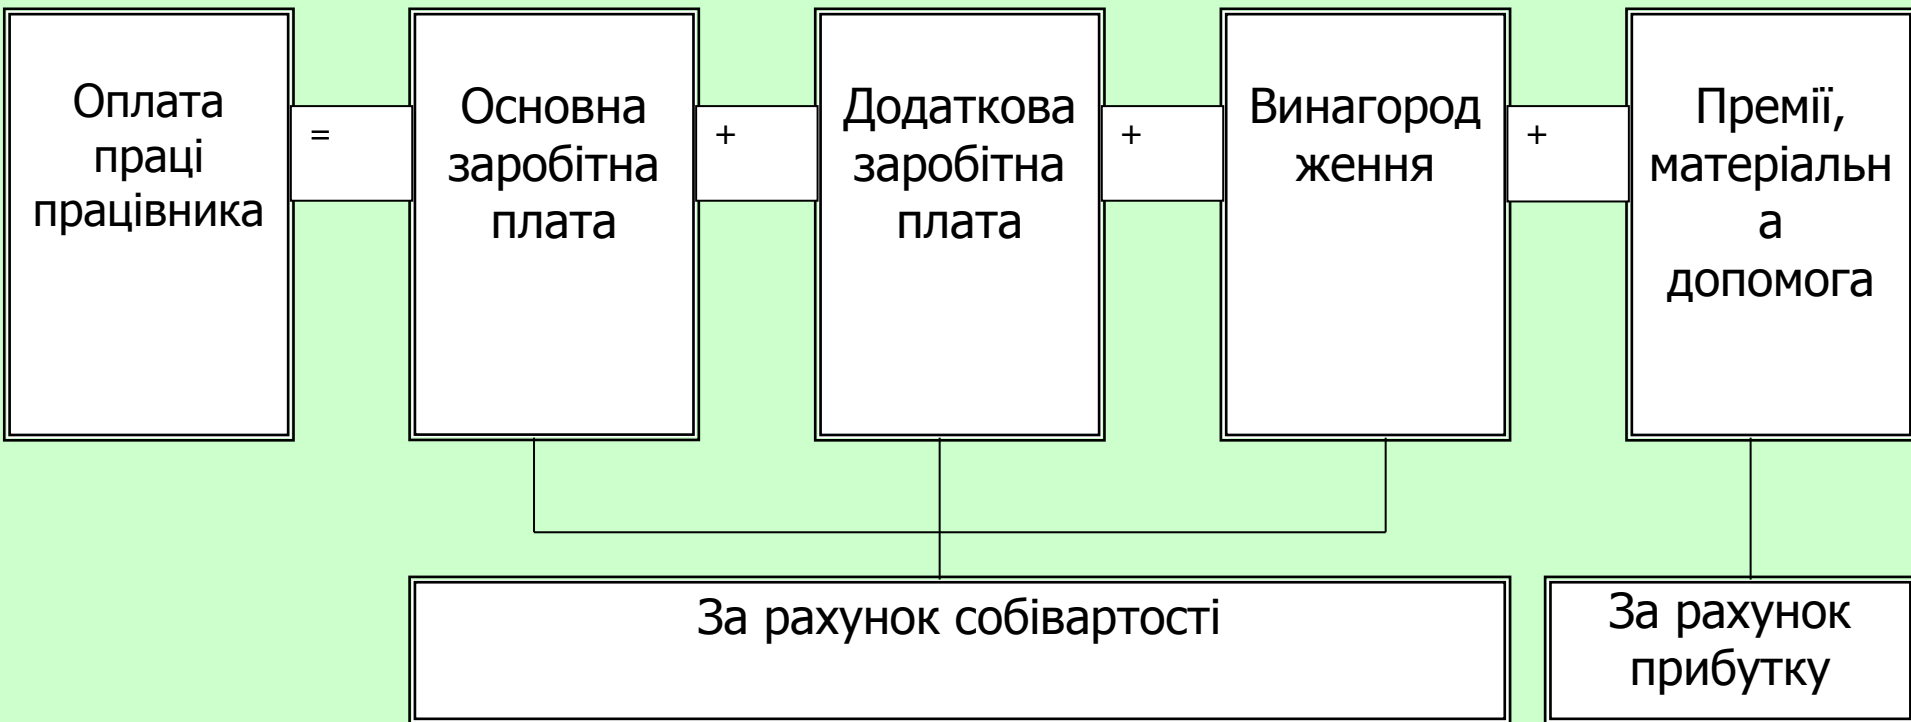 Оплата
праці
працівника
=
Основна
заробітна
плата
+
Додаткова
заробітна
плата
+
Винагород
ження
+
Премії,
матеріальн
а
допомога
За рахунок собівартості
За рахунок
прибутку